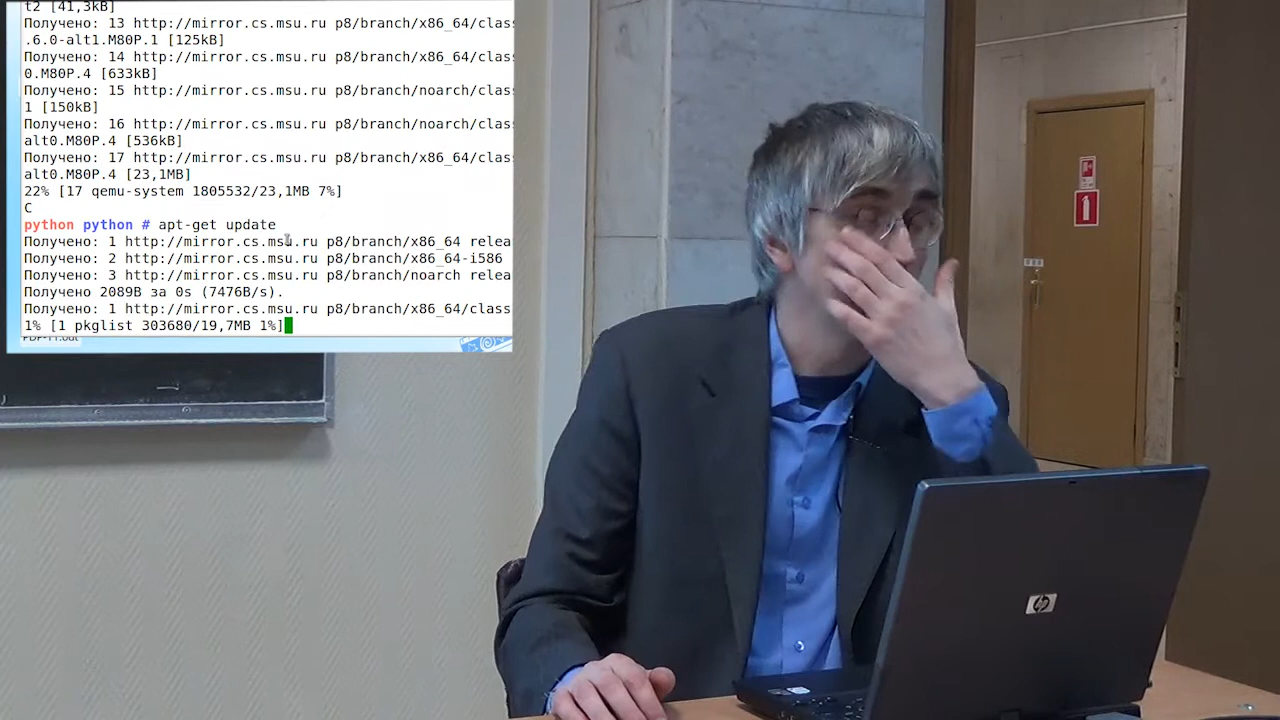 t2 [41,3kB]
Получено: 13 http://mirror.cs.msu.ru p8/branch/x86_64/clas
.6.0-alt1.M80P.1 [125kB]
Получено: 14 http://mirror.cs.msu.ru p8/branch/x86_64/clas
0.M80P.4 [633kB]
Получено: 15 http://mirror.cs.msu.ru p8/branch/noarch/clas
1 [150kB]
Получено: 16 http://mirror.cs.msu.ru p8/branch/noarch/clas
alt0.M80P.4 [536kB]
Получено: 17 http://mirror.cs.msu.ru p8/branch/x86_64/clas
alt0.M80P.4 [23,1MB]
22% [17 qemu-system 1805532/23,1MB 7%]
C
python python # apt-get update
Получено: 1 http://mirror.cs.msu.ru p8/branch/x86_64 relea
Получено: 2 http://mirror.cs.msu.ru p8/branch/x86_64-i586
Получено: 3 http://mirror.cs.msu.ru p8/branch/noarch relea
Получено 2089B за 0s (7476B/s).
Получено: 1 http://mirror.cs.msu.ru p8/branch/x86_64/class
1% [1 pkglist 303680/19,7MB 1%]
hp